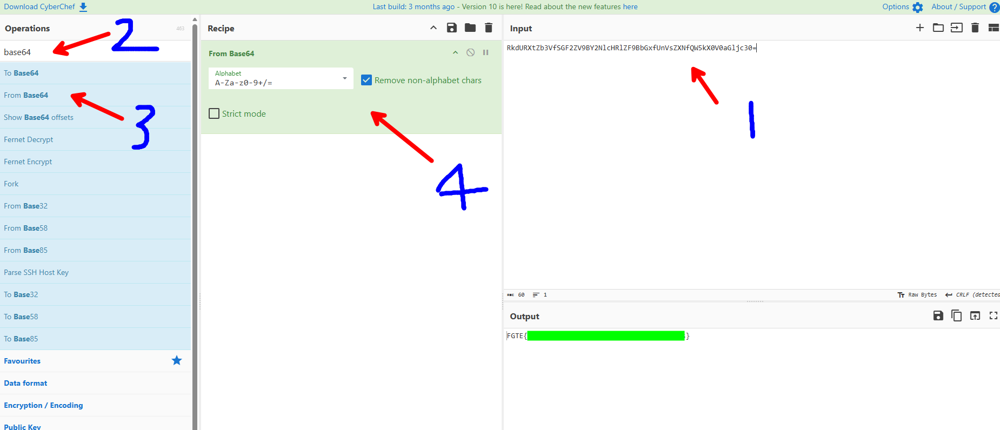 Download CyberChef
Last build: 3 months ago - Version 10 is here! Read about the new features here
Options
About / Support
Operations
463
2
base64
To Base64
From Base64
3
Show Base64 offsets
Fernet Decrypt
Fernet Encrypt
Fork
From Base32
From Base58
From Base85
Parse SSH Host Key
To Base32
To Base58
To Base85
Favourites
Data format
Encryption / Encoding
Public Key
Recipe
From Base64
Alphabet
A-Za-z0-9+/=
Remove non-alphabet chars
Strict mode
4
Input
RkdURXtZb3VfSGF2ZV9BY2NlcHRlZF9BbGxfUnVsZXNfQW5kX0V0aGljc30=
1
ABC 60
1
Tт Raw Bytes
CRLF (detected
Output
FGTE{
}